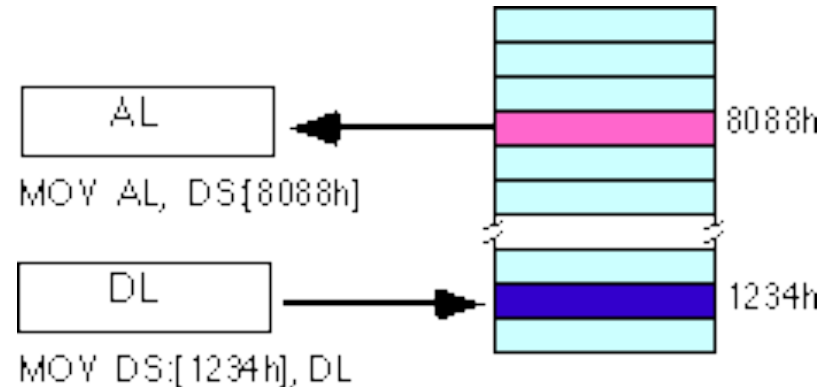 AL
8088h
MOV AL, DS:[8088h]
DL
1234h
MOV DS:[1234h], DL